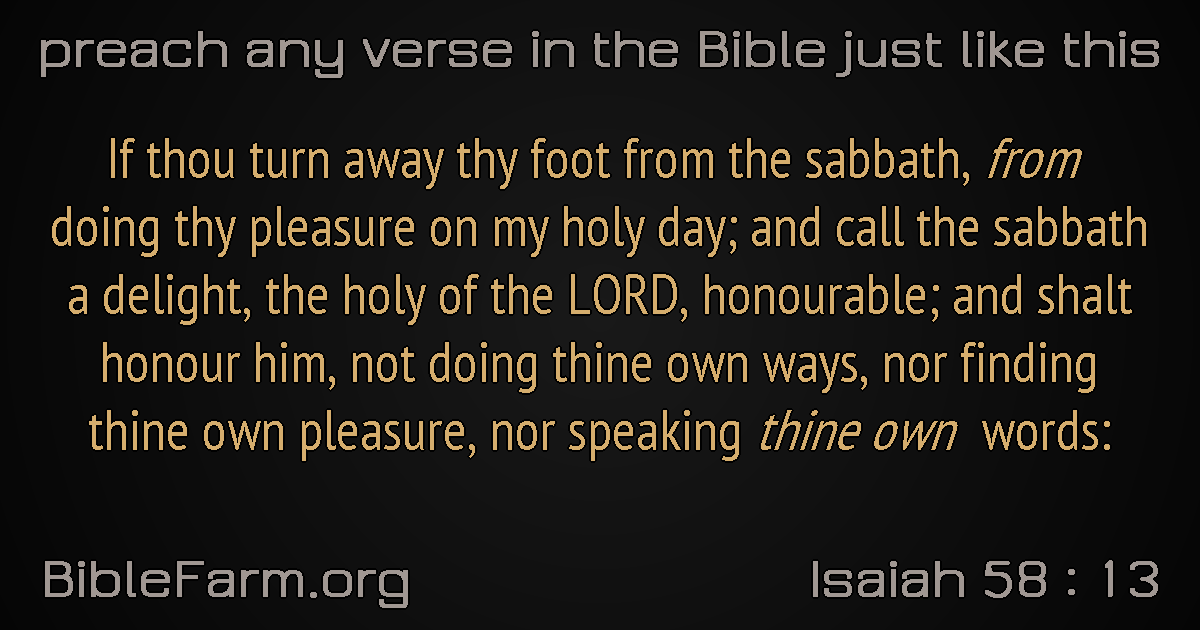 preach any verse in the Bible just like this
If thou turn away thy foot from the sabbath, from
doing thy pleasure on my holy day; and call the sabbath
a delight, the holy of the LORD, honourable; and shalt
honour him, not doing thine own ways, nor finding
thine own pleasure, nor speaking thine own words:
BibleFarm.org
Isaiah 58 : 13